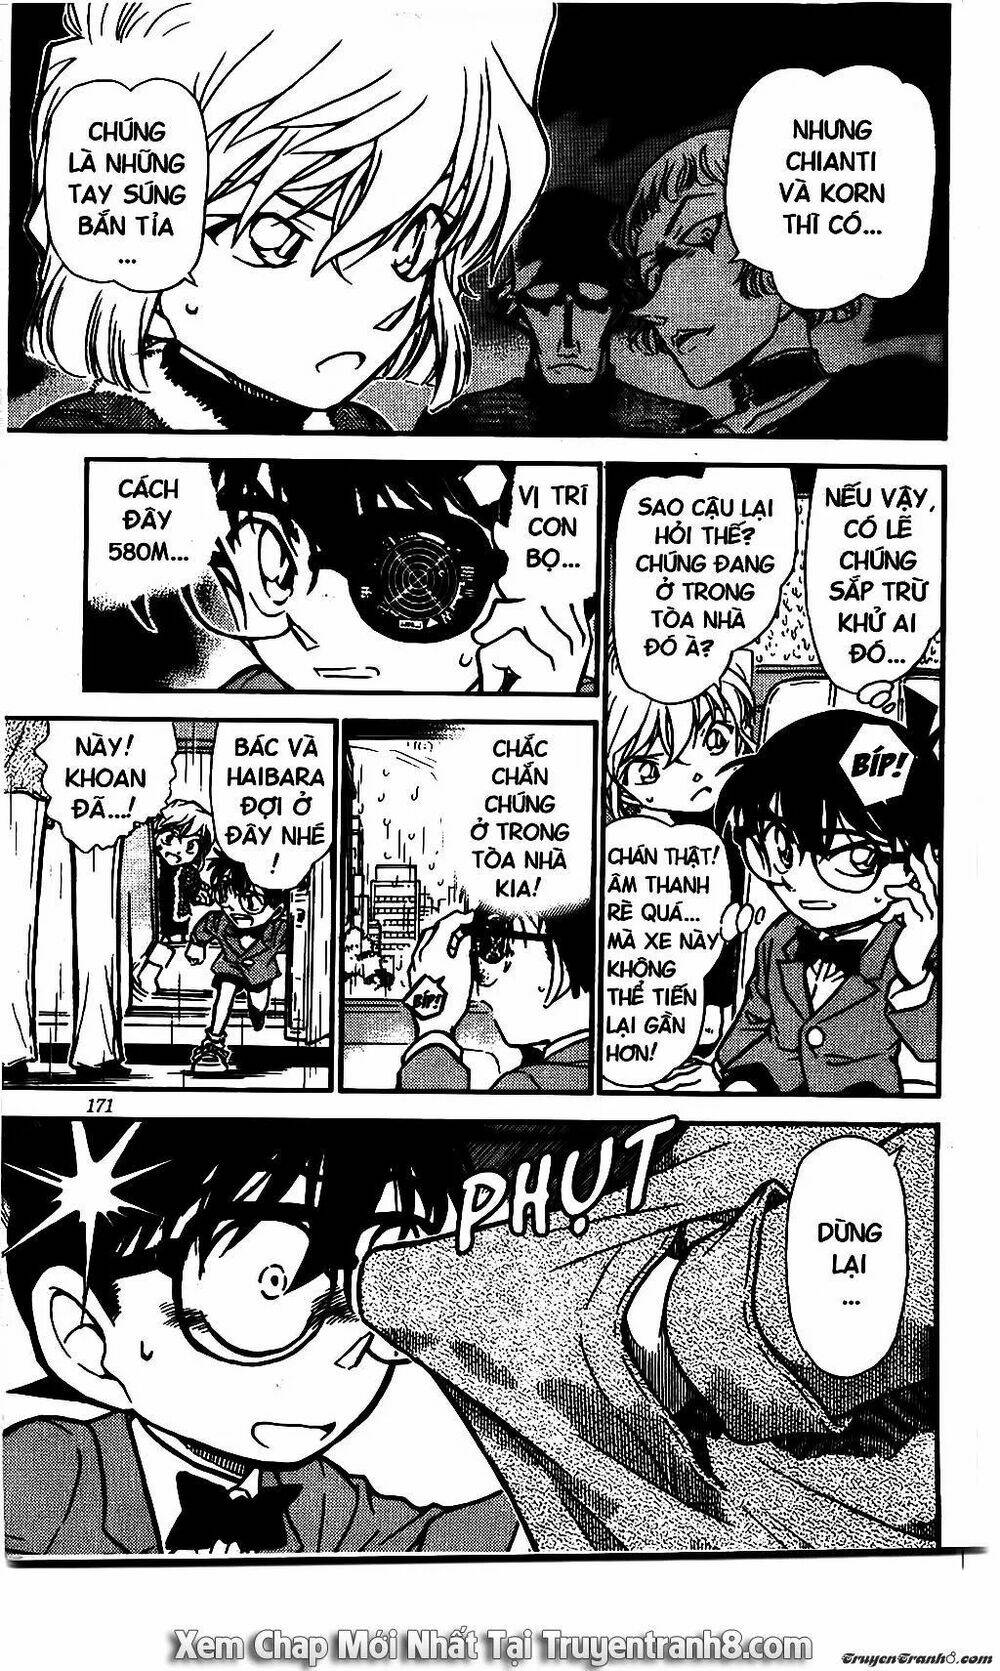 NHƯNG
CHIANTI
VÀ KORN
THÌ CÓ...
CHÚNG
LÀ NHỮNG
TAY SÚNG
BẮN TỈA
...
NẾU VẬY,
CÓ LẼ
CHÚNG
SẮP TRỪ
KHỬ AI
ĐÓ...
SAO CẬU LẠI
HỎI THẾ?
CHÚNG ĐANG
Ở TRONG
TÒA NHÀ
ĐÓ À?
BÍP!
CHÁN THẬT!
ÂM THANH
RÈ QUÁ...
MÀ XE NÀY
KHÔNG
THỂ TIẾN
LẠI GẦN
HƠN!
VỊ TRÍ
CON
BỌ...
CÁCH
ĐÂY
580M...
CHẮC
CHẮN
CHÚNG
Ở TRONG
TÒA NHÀ
KIA!
BÍP!
BÁC VÀ
HAIBARA
ĐỢI Ở
ĐÂY NHÉ
!
NÀY!
KHOAN
ĐÃ...!
171
PHỤT
DỪNG
LẠI
...
Xem Chap Mới Nhất Tại Truyentranh8.com
TruyenTranh8.com